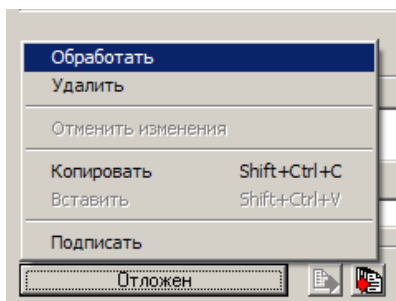 Обработать
Удалить
Отменить изменения
Копировать Shift+Ctrl+C
Вставить Shift+Ctrl+V
Подписать
Отложен